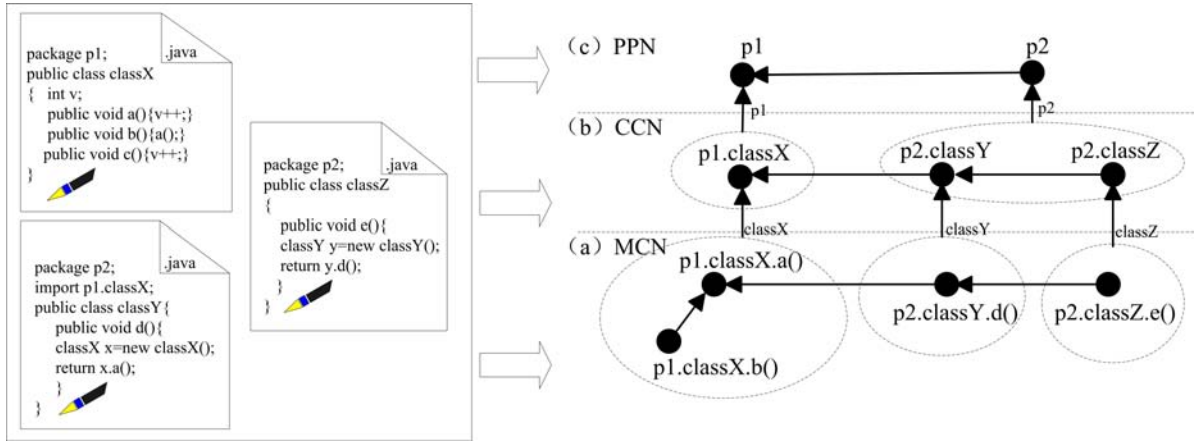 package p1;
.java
public class classX
{ int v;
public void a(){v++;}
public void b(){a();}
public void c(){v++;}
}
package p2;
.java
public class classZ
{
public void e(){
classY y=new classY();
return y.d();
}
}
package p2;
.java
import p1.classX;
public class classY{
public void d(){
classX x=new classX();
return x.a();
}
}
（c）PPN
p1
p2
p1
p2
（b）CCN
p1.classX
p2.classY
p2.classZ
classX
classY
classZ
（a）MCN
p1.classX.a()
p2.classY.d()
p2.classZ.e()
p1.classX.b()